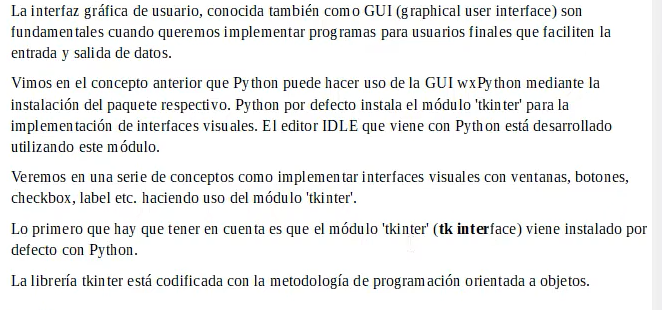 La interfaz gráfica de usuario, conocida también como GUI (graphical user interface) son
fundamentales cuando queremos implementar programas para usuarios finales que faciliten la
entrada y salida de datos.
Vimos en el concepto anterior que Python puede hacer uso de la GUI wxPython mediante la
instalación del paquete respectivo. Python por defecto instala el módulo 'tkinter' para la
implementación de interfaces visuales. El editor IDLE que viene con Python está desarrollado
utilizando este módulo.
Veremos en una serie de conceptos como implementar interfaces visuales con ventanas, botones,
checkbox, label etc. haciendo uso del módulo 'tkinter'.
Lo primero que hay que tener en cuenta es que el módulo 'tkinter' (tk interface) viene instalado por
defecto con Python.
La librería tkinter está codificada con la metodología de programación orientada a objetos.